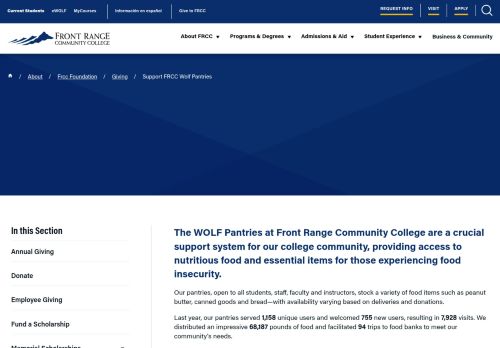 Current Students eWOLF MyCourses Información en español Give to FRCC REQUEST INFO VISIT APPLY
FRONT RANGE
COMMUNITY COLLEGE
About FRCC Programs & Degrees Admissions & Aid Student Experience Business & Community
/ About / Frcc Foundation / Giving / Support FRCC Wolf Pantries
In this Section
Annual Giving
Donate
Employee Giving
Fund a Scholarship
Memorial Scholarships
The WOLF Pantries at Front Range Community College are a crucial
support system for our college community, providing access to
nutritious food and essential items for those experiencing food
insecurity.
Our pantries, open to all students, staff, faculty and instructors, stock a variety of food items such as peanut
butter, canned goods and bread—with availability varying based on deliveries and donations.
Last year, our pantries served 1,158 unique users and welcomed 755 new users, resulting in 7,928 visits. We
distributed an impressive 68,187 pounds of food and facilitated 94 trips to food banks to meet our
community's needs.